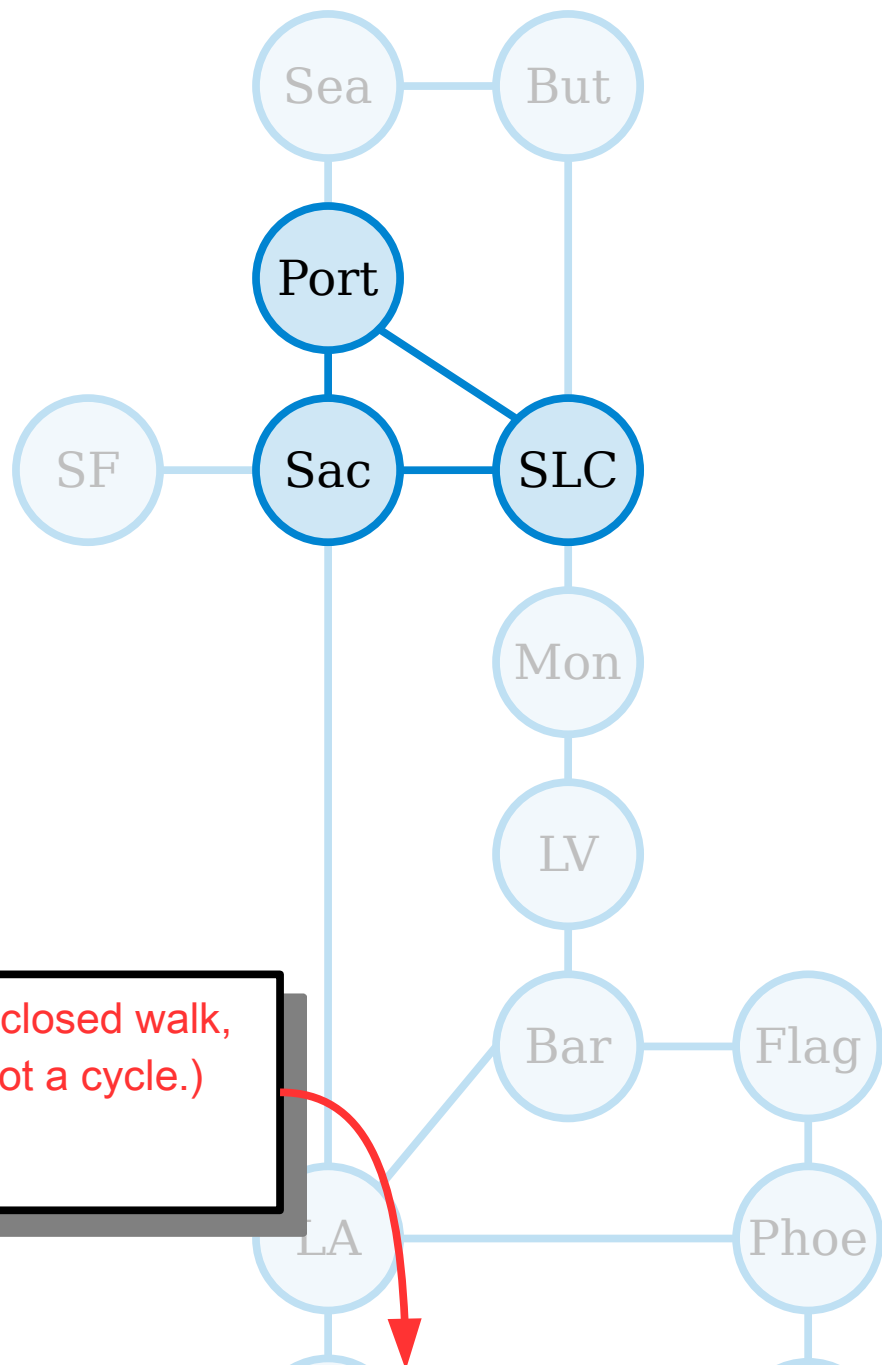 Sea
But
Port
SF
Sac
SLC
Mon
LV
closed walk,
ot a cycle.)
Bar
Flag
LA
Phoe